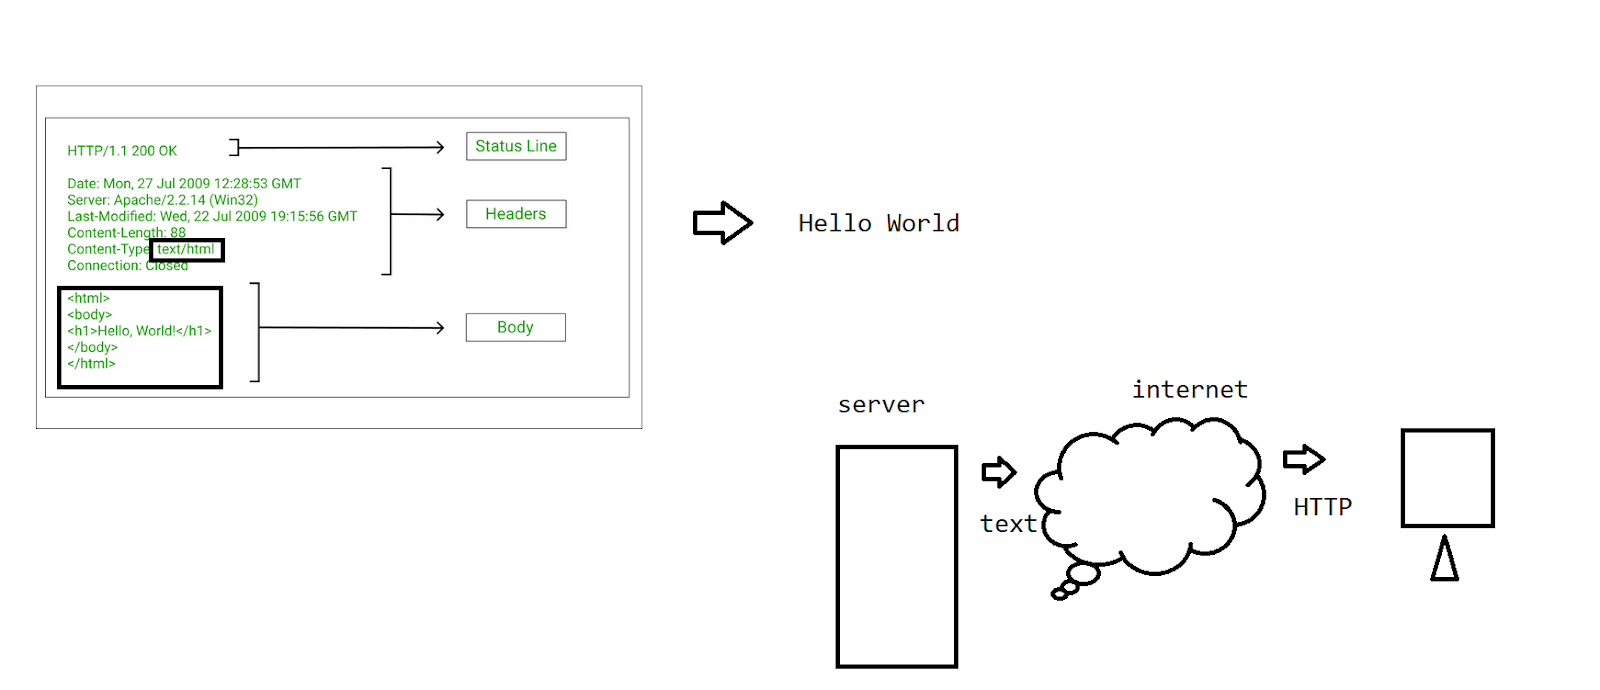 HTTP/1.1 200 OK
Status Line
Date: Mon, 27 Jul 2009 12:28:53 GMT
Server: Apache/2.2.14 (Win32)
Last-Modified: Wed, 22 Jul 2009 19:15:56 GMT
Content-Length: 88
Content-Type text/html
Connection: Closed
Headers
<html>
<body>
<h1>Hello, World!</h1>
</body>
</html>
Body
Hello World
server
text
internet
HTTP